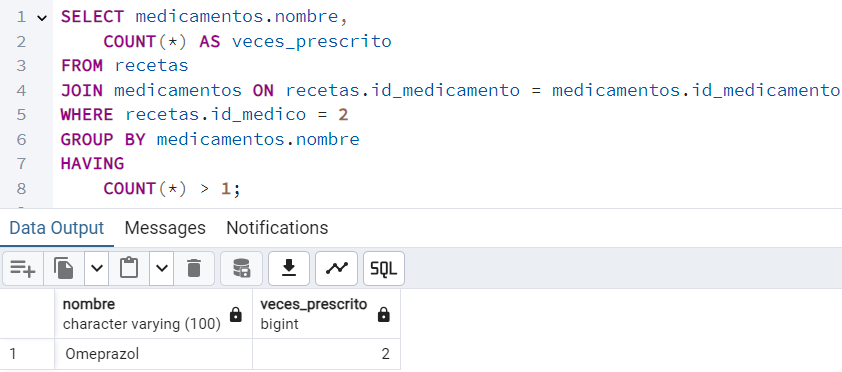 1 SELECT medicamentos.nombre,
2 COUNT(*) AS veces_prescrito
3 FROM recetas
4 JOIN medicamentos ON recetas.id_medicamento = medicamentos.id_medicamento
5 WHERE recetas.id_medico = 2
6 GROUP BY medicamentos.nombre
7 HAVING
8 COUNT(*) > 1;
Data Output Messages Notifications
SQL
nombre veces_prescrito
character varying (100) bigint
1 Omeprazol 2